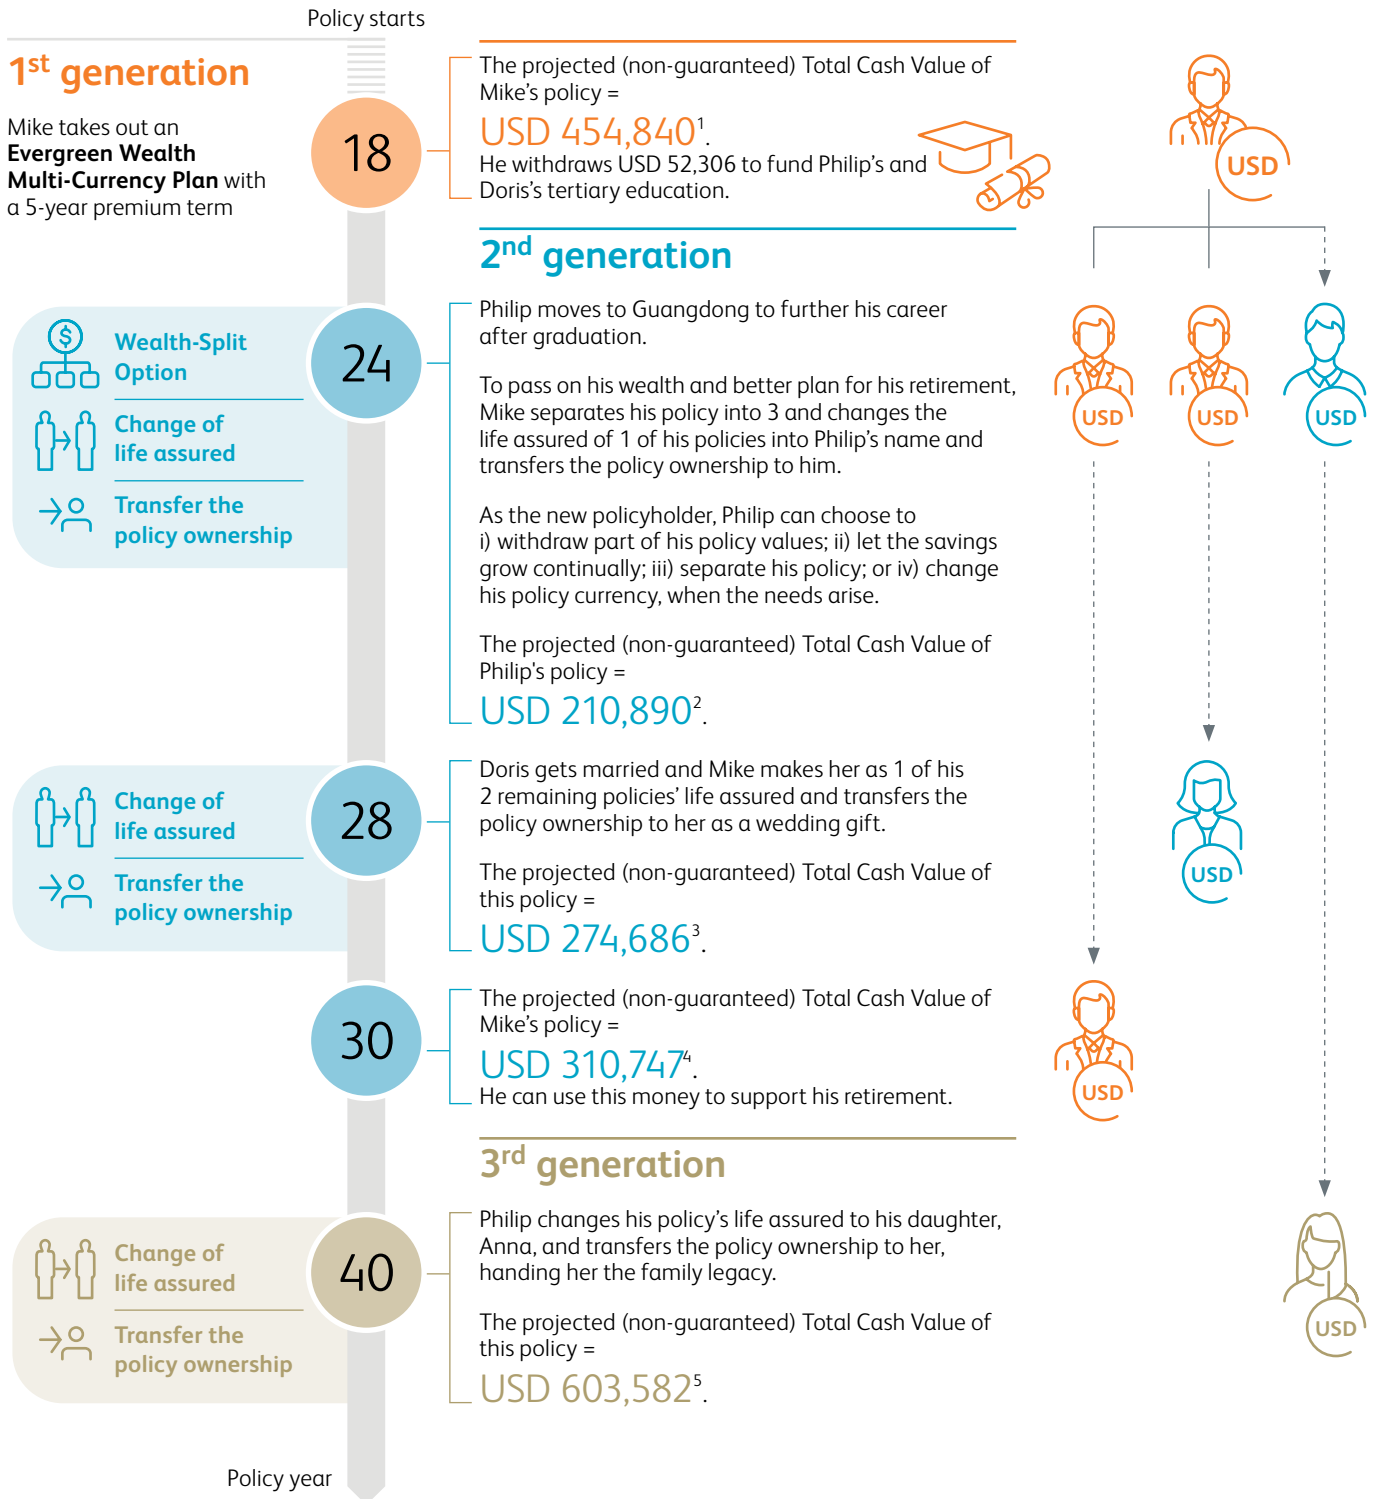 Policy starts
1st generation
Mike takes out an
Evergreen Wealth
Multi-Currency Plan with
a 5-year premium term
18
The projected (non-guaranteed) Total Cash Value of
Mike's policy =
USD 454,840¹.
He withdraws USD 52,306 to fund Philip's and
Doris's tertiary education.
USD
2nd generation
Wealth-Split
Option
Change of
life assured
Transfer the
policy ownership
24
Philip moves to Guangdong to further his career
after graduation.
To pass on his wealth and better plan for his retirement,
Mike separates his policy into 3 and changes the
life assured of 1 of his policies into Philip's name and
transfers the policy ownership to him.
As the new policyholder, Philip can choose to
i) withdraw part of his policy values; ii) let the savings
grow continually; iii) separate his policy; or iv) change
his policy currency, when the needs arise.
The projected (non-guaranteed) Total Cash Value of
Philip's policy =
USD 210,890².
USD
USD
USD
Change of
life assured
Transfer the
policy ownership
28
Doris gets married and Mike makes her as 1 of his
2 remaining policies' life assured and transfers the
policy ownership to her as a wedding gift.
The projected (non-guaranteed) Total Cash Value of
this policy =
USD 274,686³.
USD
30
The projected (non-guaranteed) Total Cash Value of
Mike's policy =
USD 310,747⁴.
He can use this money to support his retirement.
USD
3rd generation
Change of
life assured
Transfer the
policy ownership
40
Philip changes his policy's life assured to his daughter,
Anna, and transfers the policy ownership to her,
handing her the family legacy.
The projected (non-guaranteed) Total Cash Value of
this policy =
USD 603,582⁵.
USD
Policy year